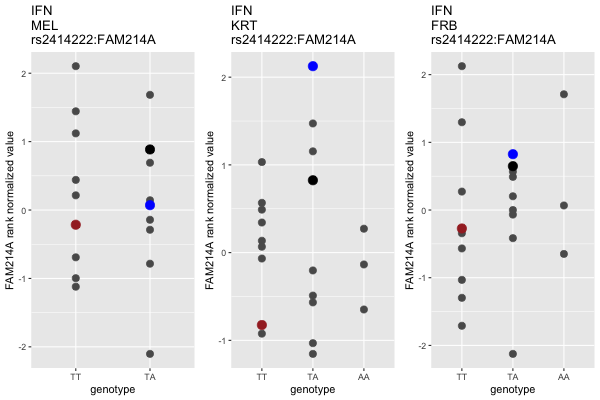 IFN
MEL
rs2414222:FAM214A
FAM214A rank normalized value
2
1
0
-1
-2
TT
TA
genotype
IFN
KRT
rs2414222:FAM214A
FAM214A rank normalized value
2
1
0
-1
TT
TA
AA
genotype
IFN
FRB
rs2414222:FAM214A
FAM214A rank normalized value
2
1
0
-1
-2
TT
TA
AA
genotype